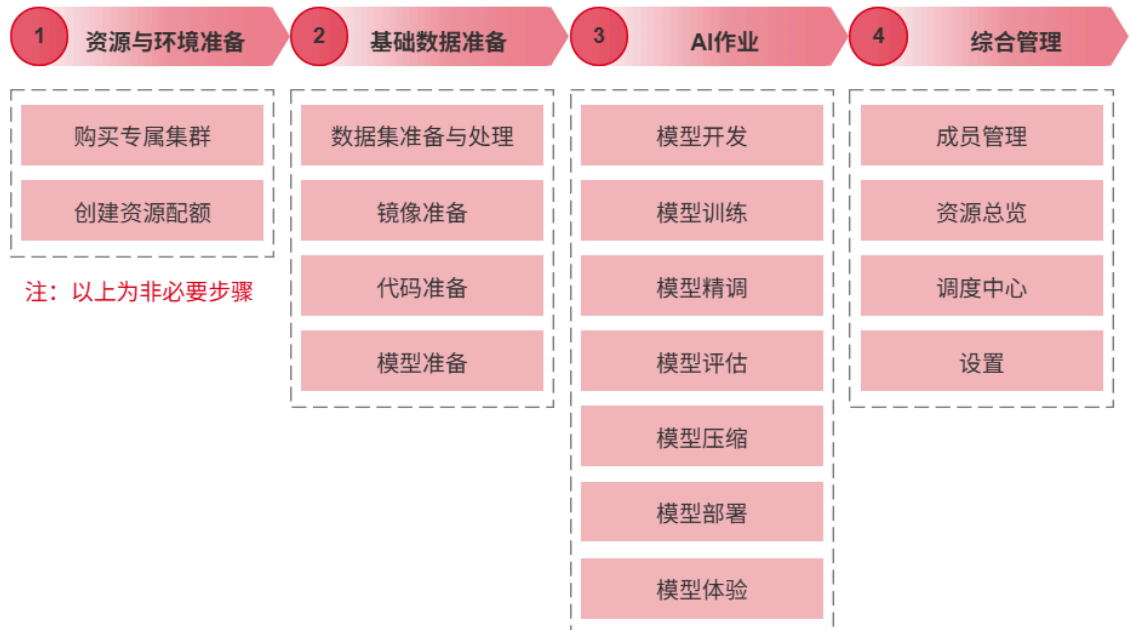 1 资源与环境准备
购买专属集群
创建资源配额
注：以上为非必要步骤
2 基础数据准备
数据集准备与处理
镜像准备
代码准备
模型准备
3 AI作业
模型开发
模型训练
模型精调
模型评估
模型压缩
模型部署
模型体验
4 综合管理
成员管理
资源总览
调度中心
设置